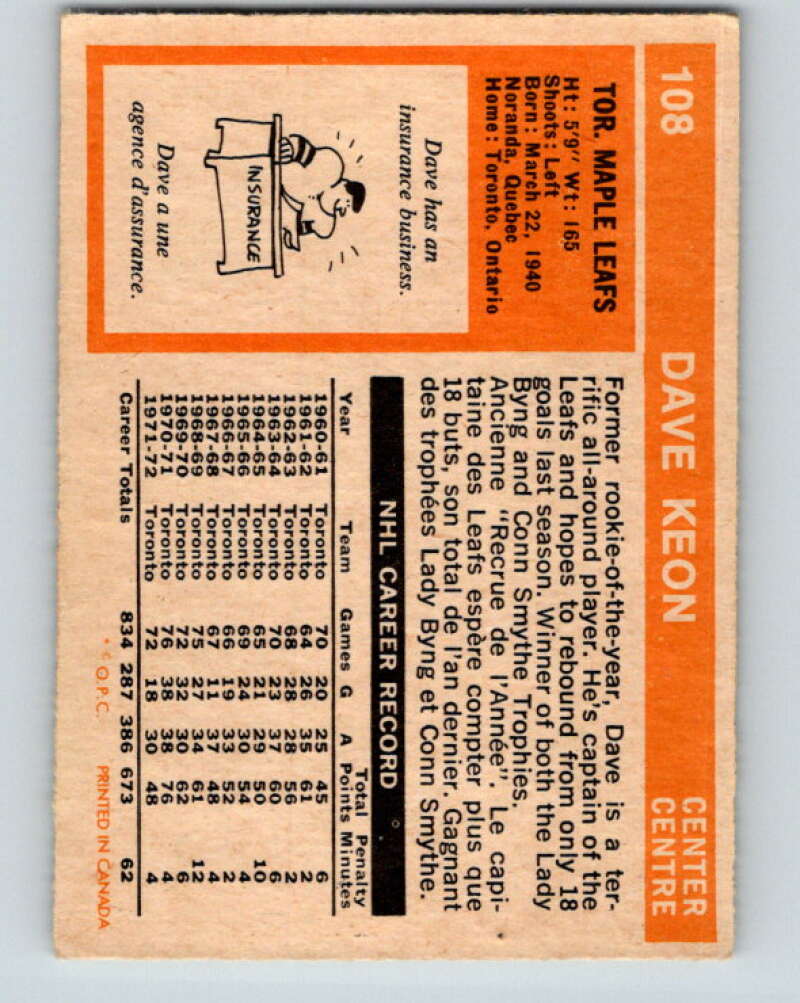 108 DAVE KEON CENTER
CENTRE
TOR. MAPLE LEAFS
Ht: 5'9" Wt: 165
Shoots: Left
Born: March 22, 1940
Noranda, Quebec
Home: Toronto, Ontario
Dave has an
insurance business.
INSURANCE
Dave a une
agence d'assurance.
Former rookie-of-the-year, Dave is a ter-
rific all-around player. He's captain of the
Leafs and hopes to rebound from only 18
goals last season. Winner of both the Lady
Byng and Conn Smythe Trophies.
Ancienne "Recrue de l'Année". Le capi-
taine des Leafs espère compter plus que
18 buts, son total de l'an dernier. Gagnant
des trophées Lady Byng et Conn Smythe.
NHL CAREER RECORD
Total Penalty
Year Team Games G A Points Minutes
1960-61 Toronto 70 20 25 45 6
1961-62 Toronto 64 26 35 61 2
1962-63 Toronto 68 28 28 56 2
1963-64 Toronto 70 23 37 60 6
1964-65 Toronto 65 21 29 50 10
1965-66 Toronto 69 24 30 54 4
1966-67 Toronto 66 19 33 52 2
1967-68 Toronto 67 11 37 48 4
1968-69 Toronto 75 27 34 61 12
1969-70 Toronto 72 32 30 62 6
1970-71 Toronto 76 38 38 76 4
1971-72 Toronto 72 18 30 48 4
Career Totals 834 287 386 673 62
* © O.P.C. PRINTED IN CANADA